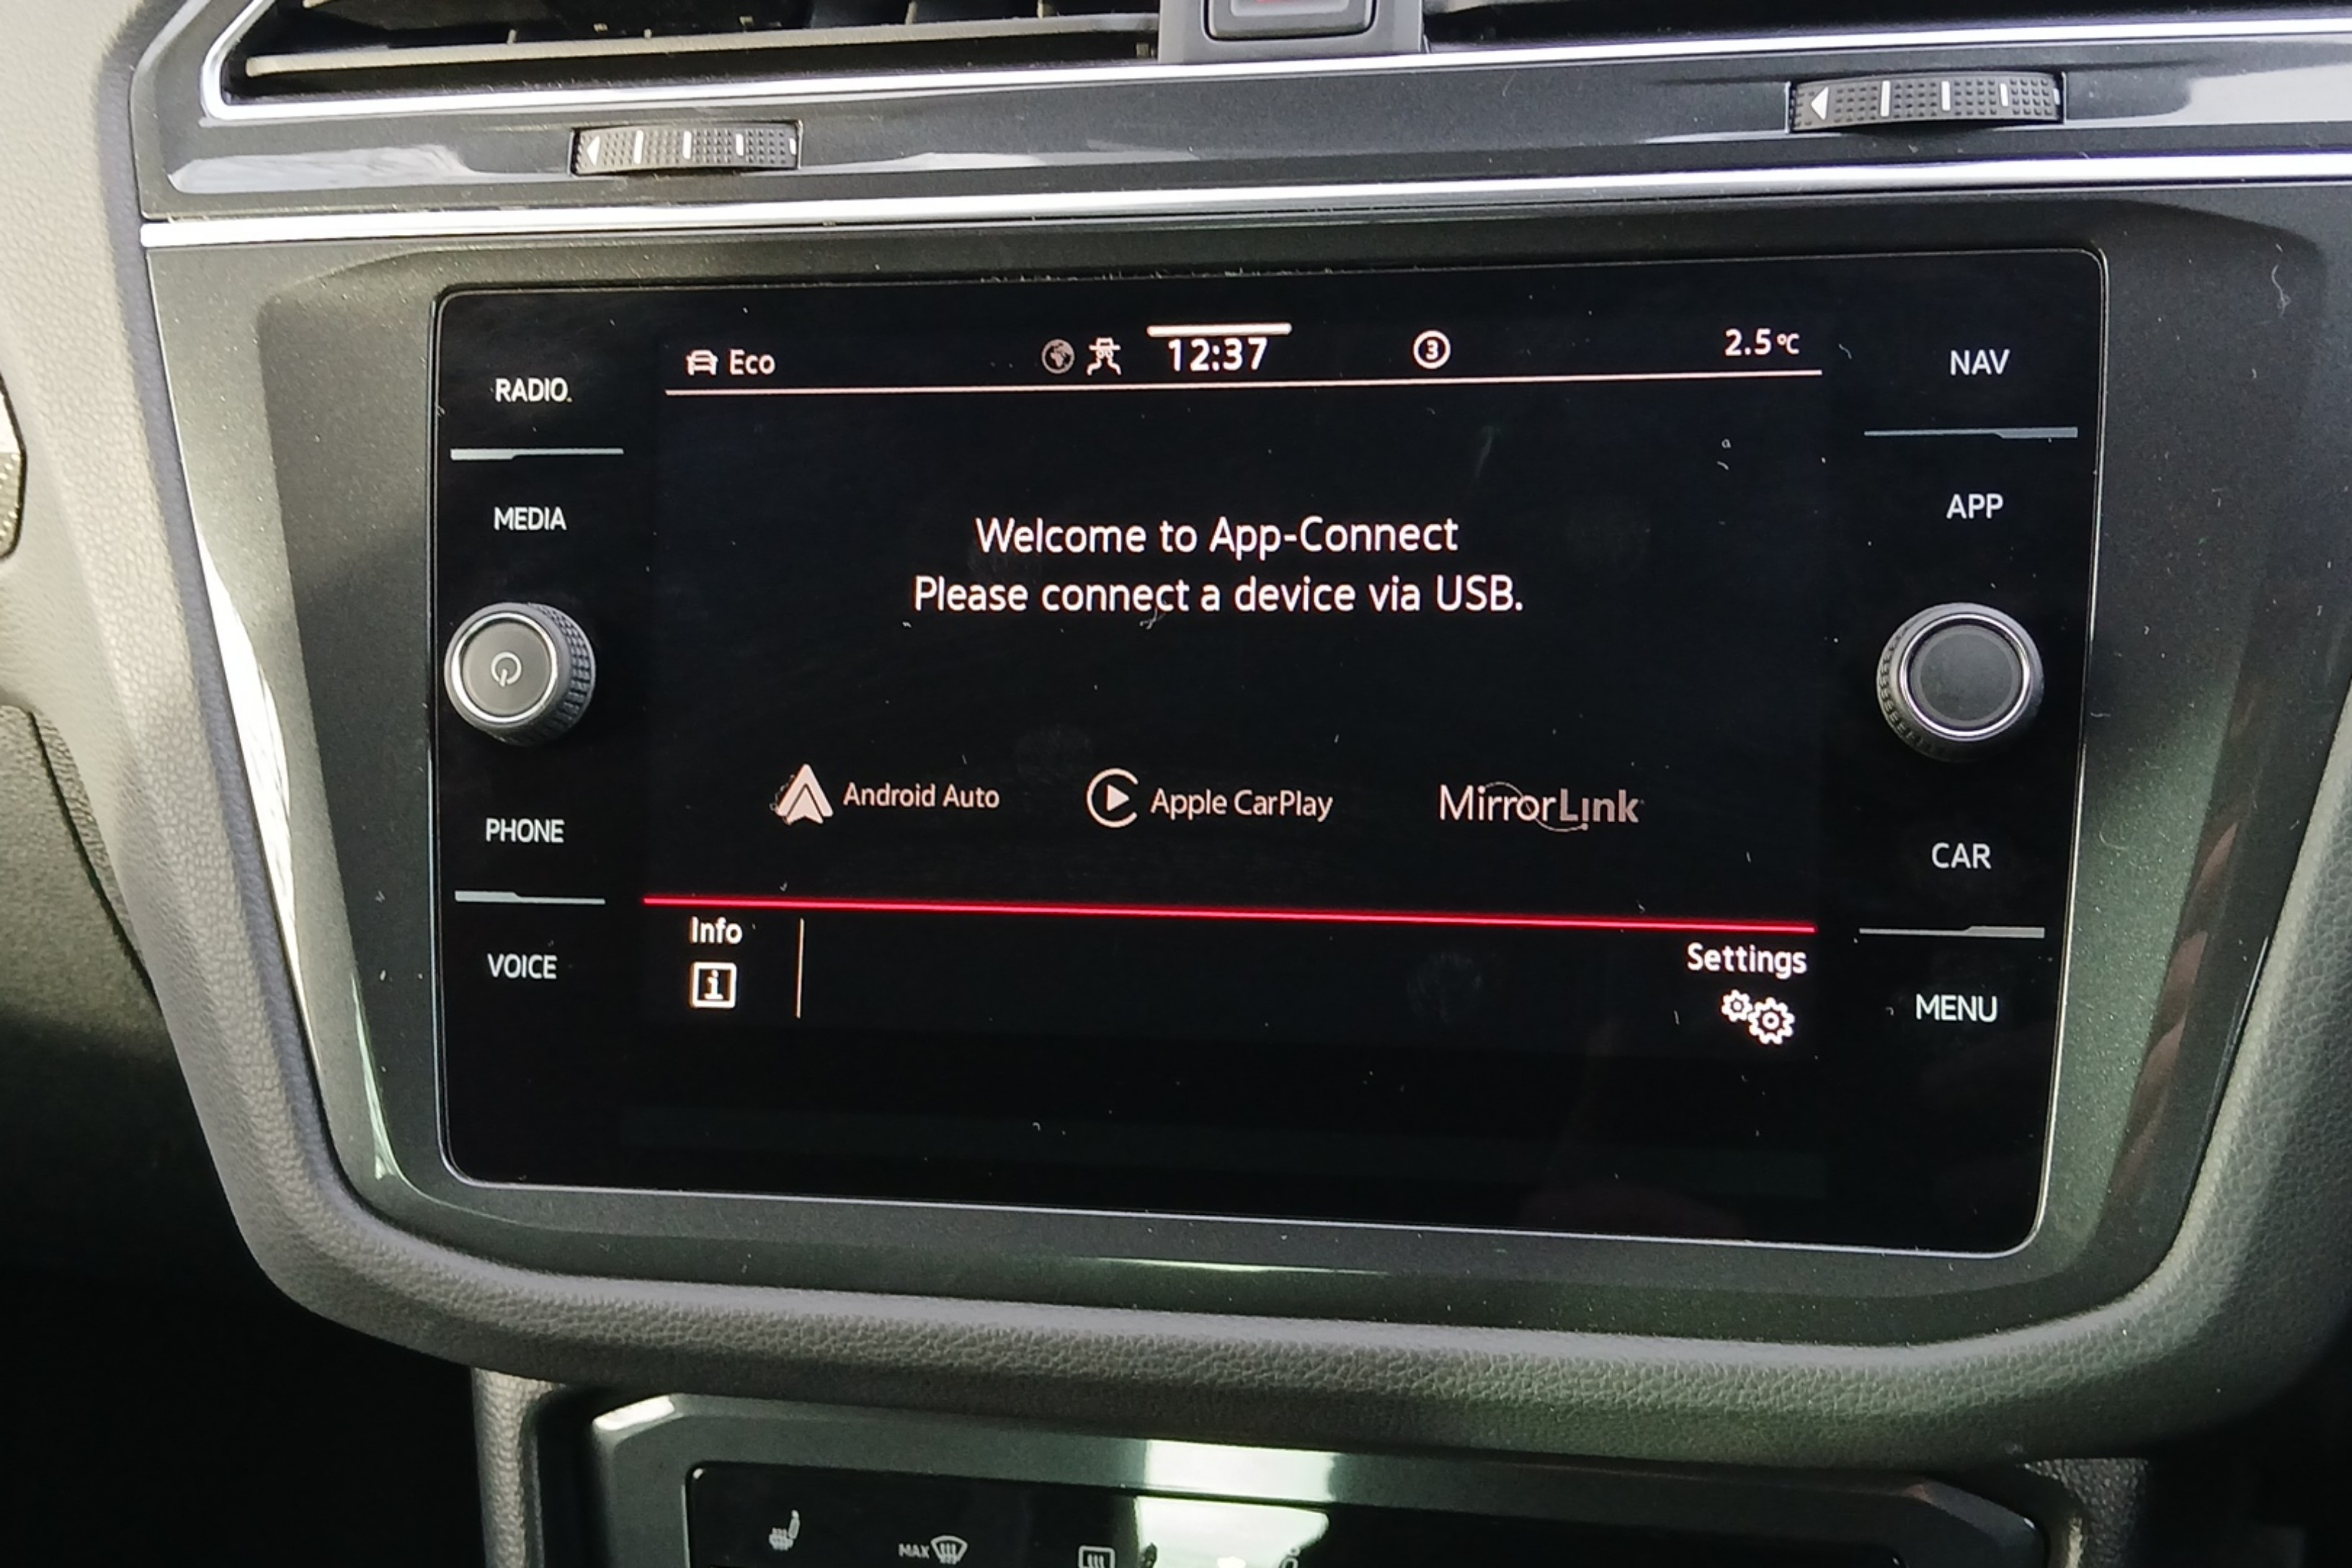 RADIO
MEDIA
PHONE
VOICE
Eco
12:37
3
2.5°C
Welcome to App-Connect
Please connect a device via USB.
Android Auto
Apple CarPlay
MirrorLink
Info
i
Settings
NAV
APP
CAR
MENU
MAX